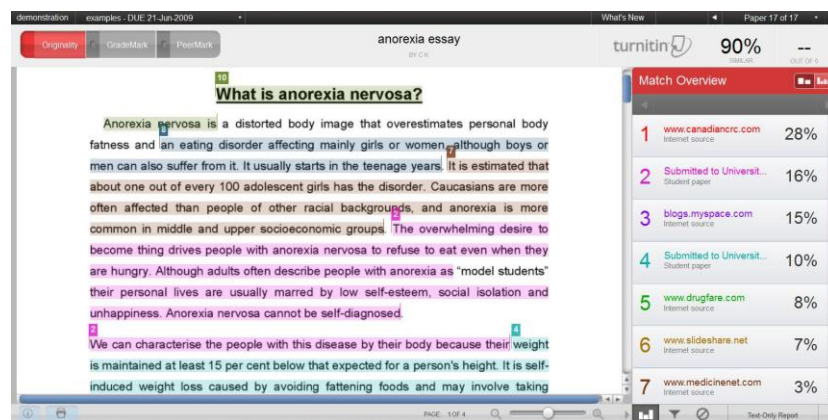 demonstration examples - DUE 21-Jun-2009 What's New Paper 17 of 17
Originality GradeMark PeerMark anorexia essay turnitin 90% --
BY C K SIMILAR OUT OF 0
Match Overview
10
What is anorexia nervosa?
Anorexia nervosa is a distorted body image that overestimates personal body
8
fatness and an eating disorder affecting mainly girls or women, although boys or
7
men can also suffer from it. It usually starts in the teenage years. It is estimated that
about one out of every 100 adolescent girls has the disorder. Caucasians are more
often affected than people of other racial backgrounds, and anorexia is more
2
common in middle and upper socioeconomic groups. The overwhelming desire to
become thing drives people with anorexia nervosa to refuse to eat even when they
are hungry. Although adults often describe people with anorexia as “model students”
their personal lives are usually marred by low self-esteem, social isolation and
unhappiness. Anorexia nervosa cannot be self-diagnosed.
2 4
We can characterise the people with this disease by their body because their weight
is maintained at least 15 per cent below that expected for a person's height. It is self-
induced weight loss caused by avoiding fattening foods and may involve taking
1 www.canadiancrc.com 28%
Internet source
2 Submitted to Universit... 16%
Student paper
3 blogs.myspace.com 15%
Internet source
4 Submitted to Universit... 10%
Student paper
5 www.drugfare.com 8%
Internet source
6 www.slideshare.net 7%
Internet source
7 www.medicinenet.com 3%
Internet source
PAGE: 1 OF 4 Text-Only Report